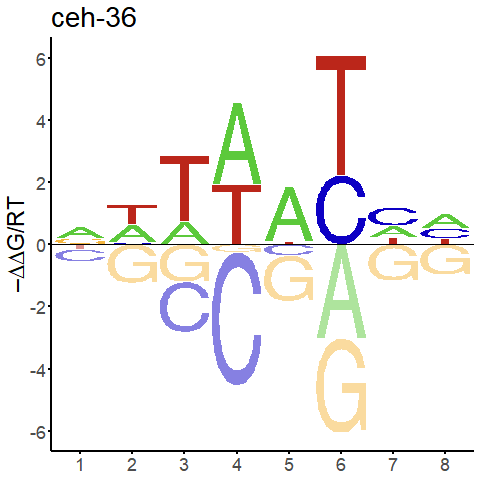 ceh-36
−ΔΔG/RT
6
4
2
0
-2
-4
-6
A G T C
T A G
T A G C
A T G C
A T C G
T C A G
C A T G
A C T G
1 2 3 4 5 6 7 8